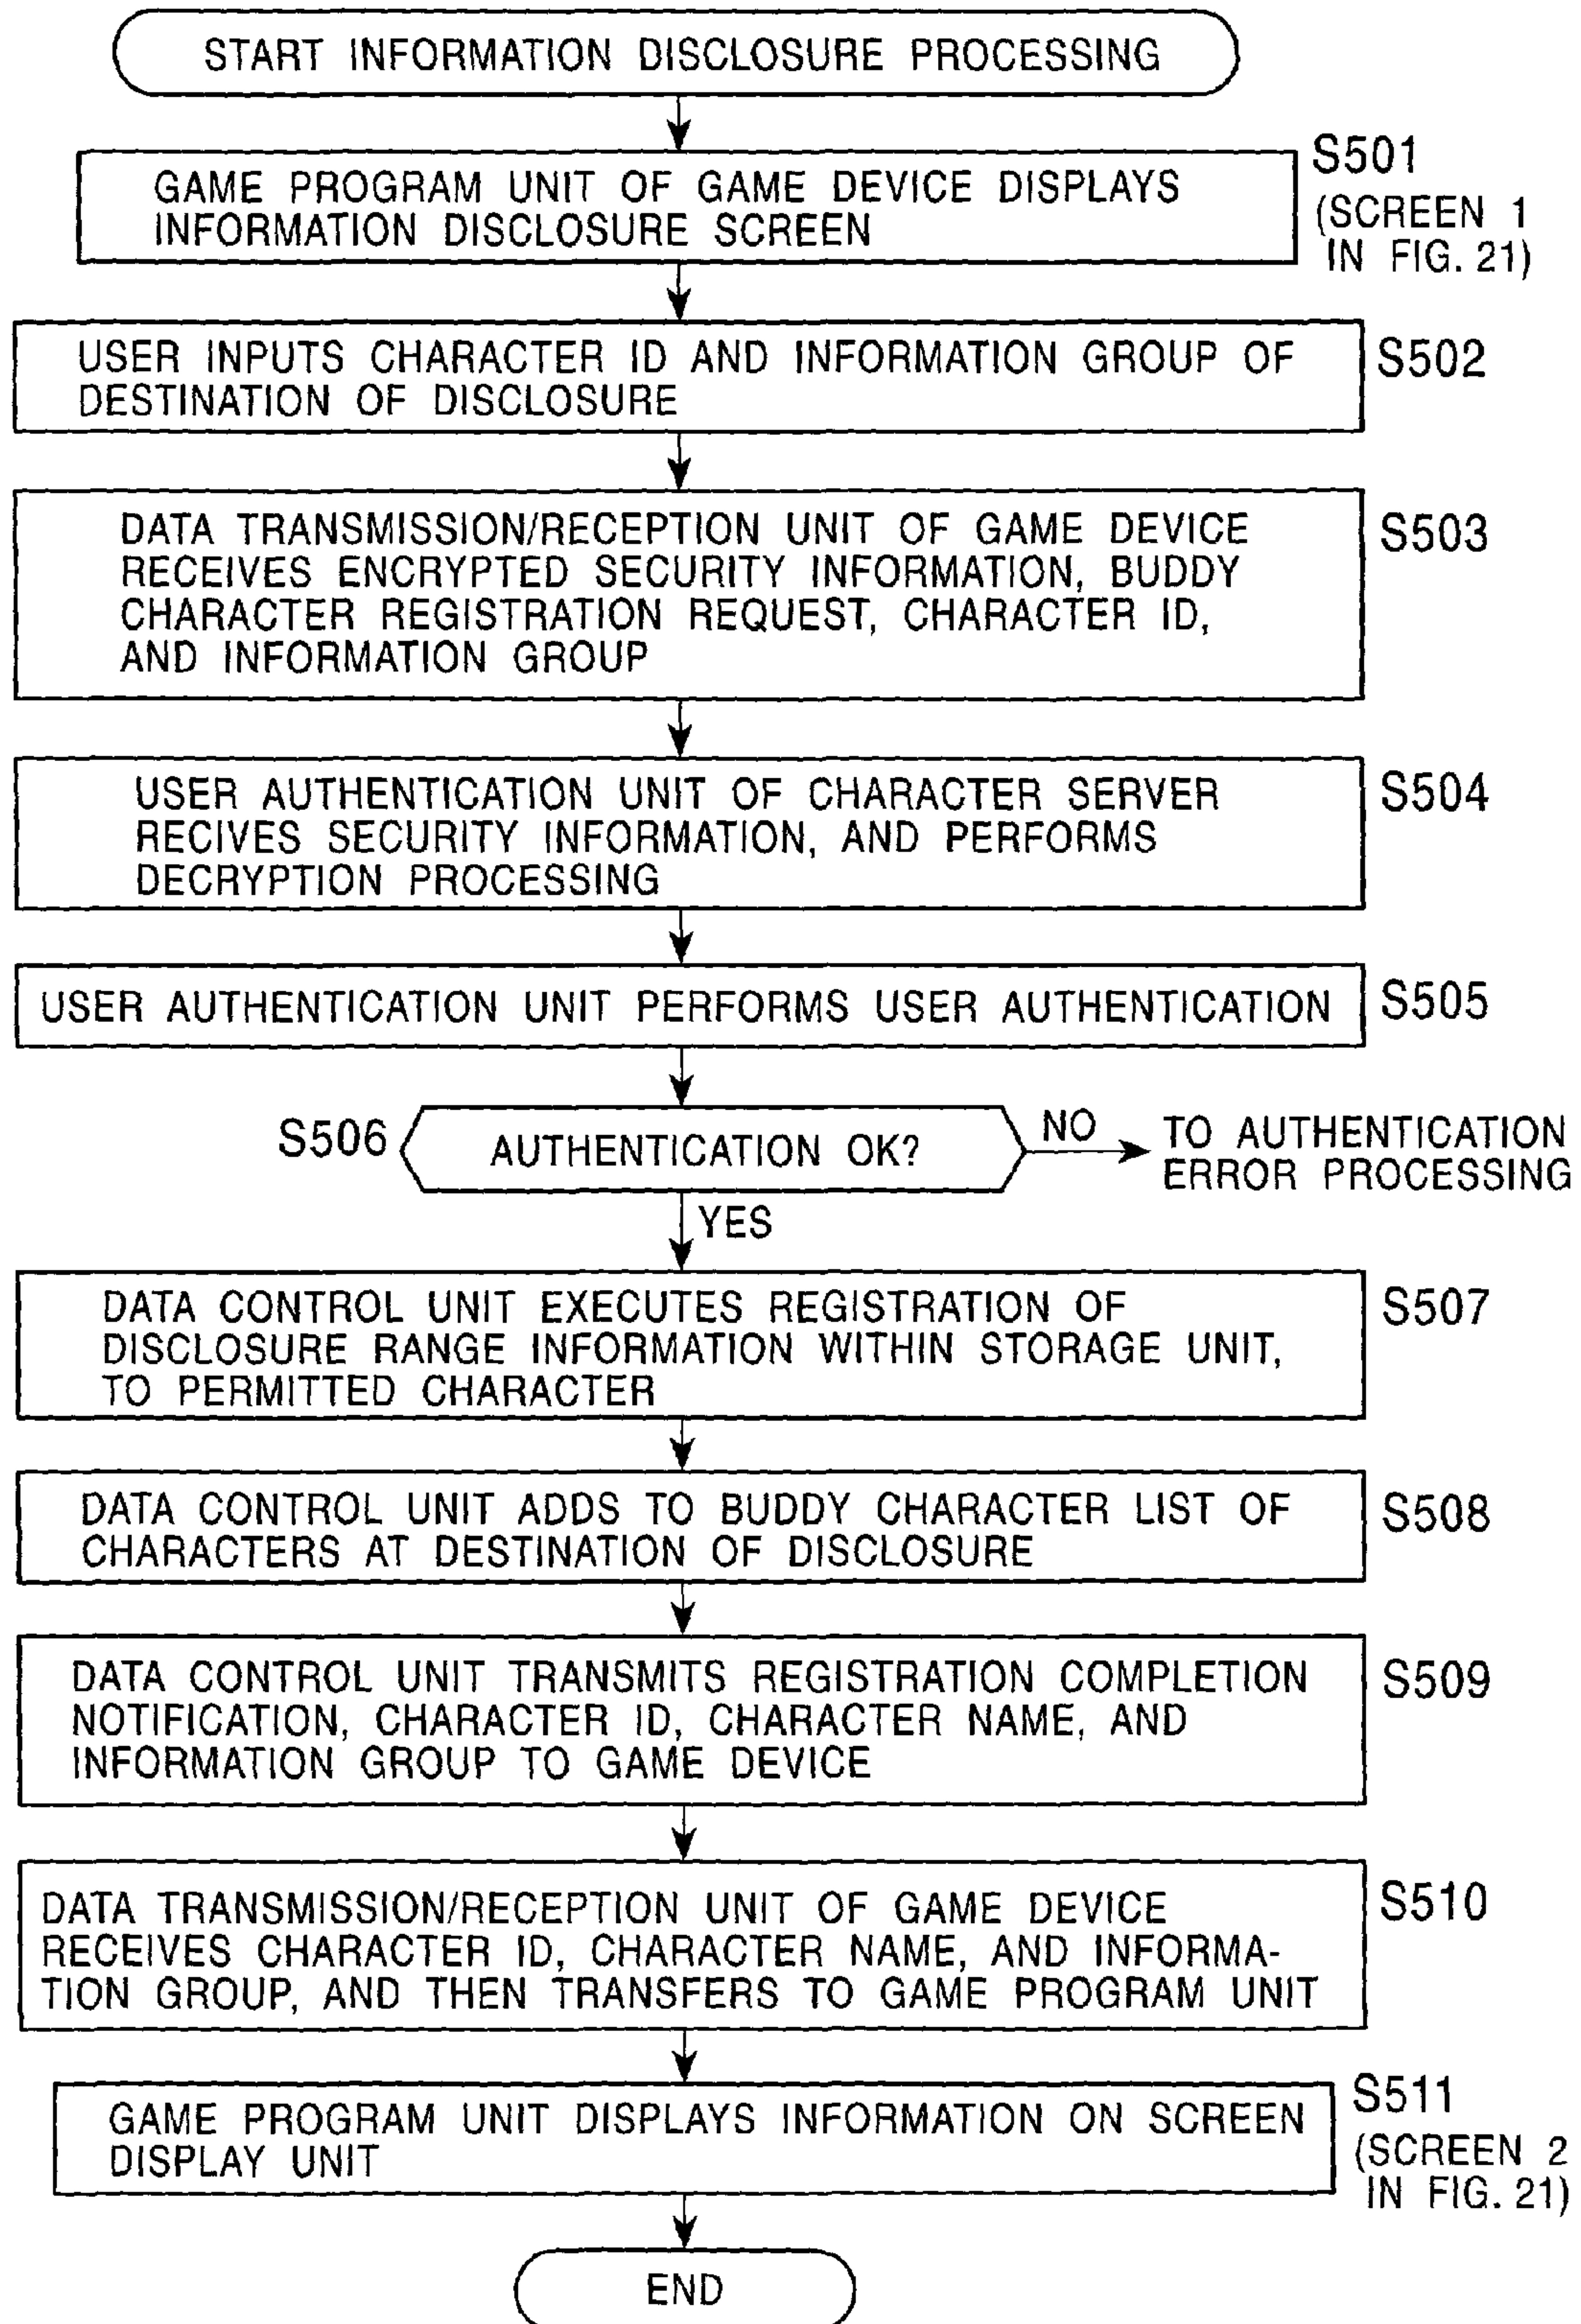 START INFORMATION DISCLOSURE PROCESSING
S501
(SCREEN 1
IN FIG. 21)
GAME PROGRAM UNIT OF GAME DEVICE DISPLAYS
INFORMATION DISCLOSURE SCREEN
USER INPUTS CHARACTER ID AND INFORMATION GROUP OF
DESTINATION OF DISCLOSURE
S502
DATA TRANSMISSION/RECEPTION UNIT OF GAME DEVICE
RECEIVES ENCRYPTED SECURITY INFORMATION, BUDDY
CHARACTER REGISTRATION REQUEST, CHARACTER ID,
AND INFORMATION GROUP
S503
USER AUTHENTICATION UNIT OF CHARACTER SERVER
RECIVES SECURITY INFORMATION, AND PERFORMS
DECRYPTION PROCESSING
S504
USER AUTHENTICATION UNIT PERFORMS USER AUTHENTICATION
S505
S506
AUTHENTICATION OK?
NO
TO AUTHENTICATION
ERROR PROCESSING
YES
DATA CONTROL UNIT EXECUTES REGISTRATION OF
DISCLOSURE RANGE INFORMATION WITHIN STORAGE UNIT,
TO PERMITTED CHARACTER
S507
DATA CONTROL UNIT ADDS TO BUDDY CHARACTER LIST OF
CHARACTERS AT DESTINATION OF DISCLOSURE
S508
DATA CONTROL UNIT TRANSMITS REGISTRATION COMPLETION
NOTIFICATION, CHARACTER ID, CHARACTER NAME, AND
INFORMATION GROUP TO GAME DEVICE
S509
DATA TRANSMISSION/RECEPTION UNIT OF GAME DEVICE
RECEIVES CHARACTER ID, CHARACTER NAME, AND INFORMA-
TION GROUP, AND THEN TRANSFERS TO GAME PROGRAM UNIT
S510
GAME PROGRAM UNIT DISPLAYS INFORMATION ON SCREEN
DISPLAY UNIT
S511
(SCREEN 2
IN FIG. 21)
END